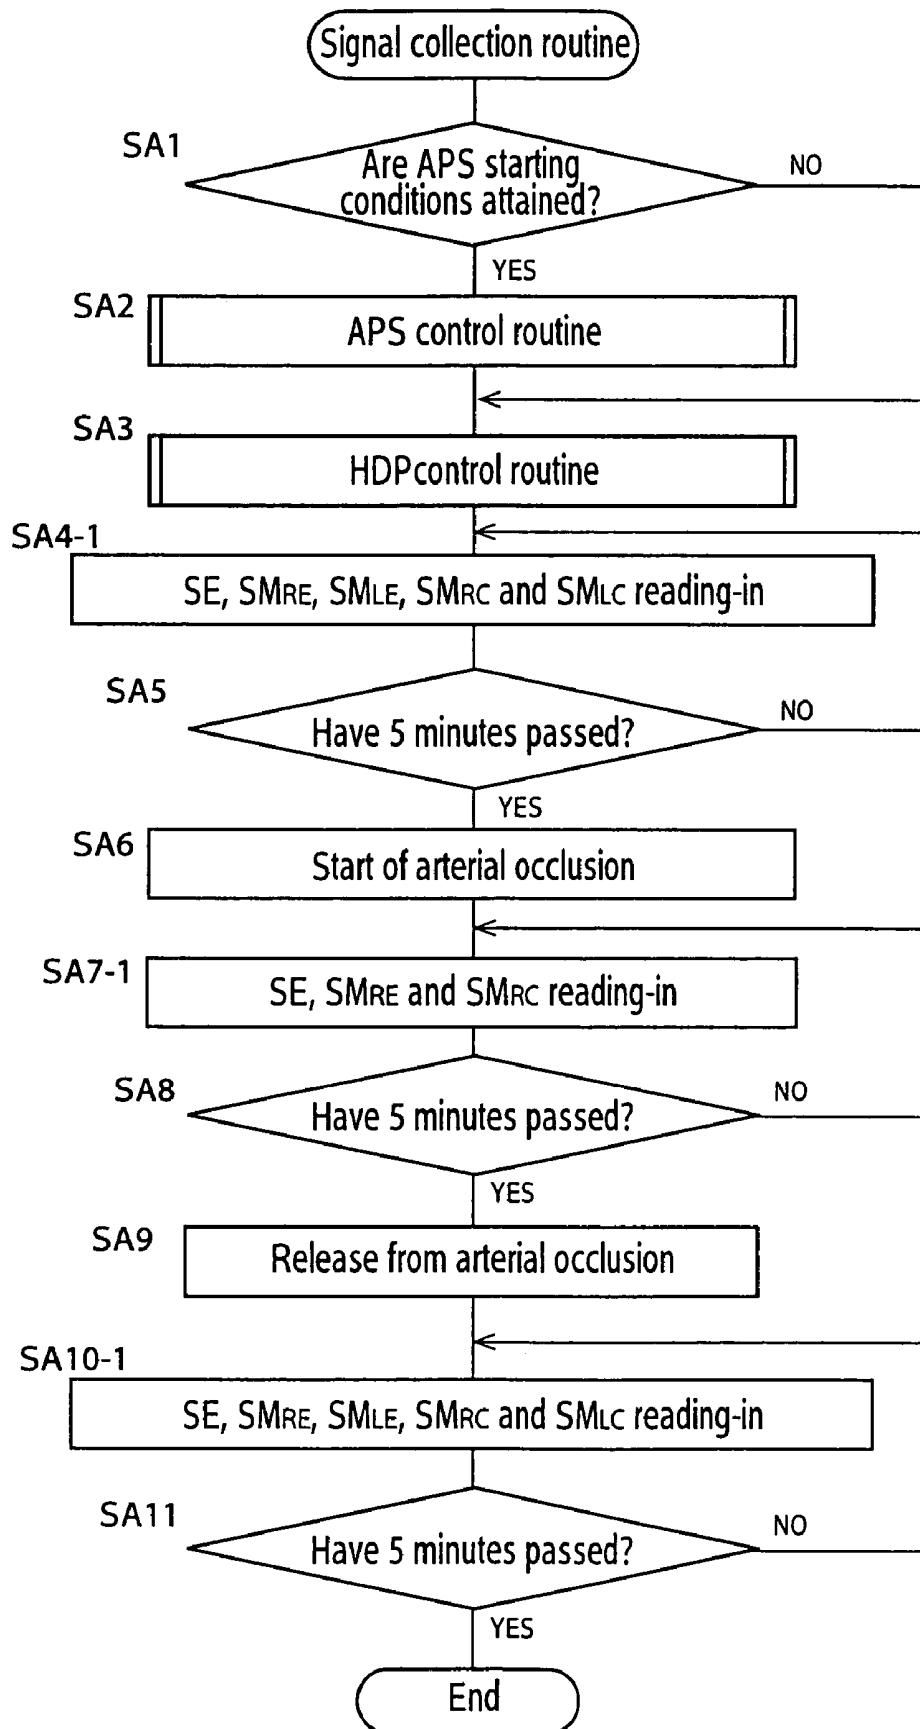 Signal collection routine
SA1
Are APS starting
conditions attained?
NO
YES
SA2
APS control routine
SA3
HDPcontrol routine
SA4-1
SE, SMRE, SMLE, SMRC and SMLC reading-in
SA5
Have 5 minutes passed?
NO
YES
SA6
Start of arterial occlusion
SA7-1
SE, SMRE and SMRC reading-in
SA8
Have 5 minutes passed?
NO
YES
SA9
Release from arterial occlusion
SA10-1
SE, SMRE, SMLE, SMRC and SMLC reading-in
SA11
Have 5 minutes passed?
NO
YES
End